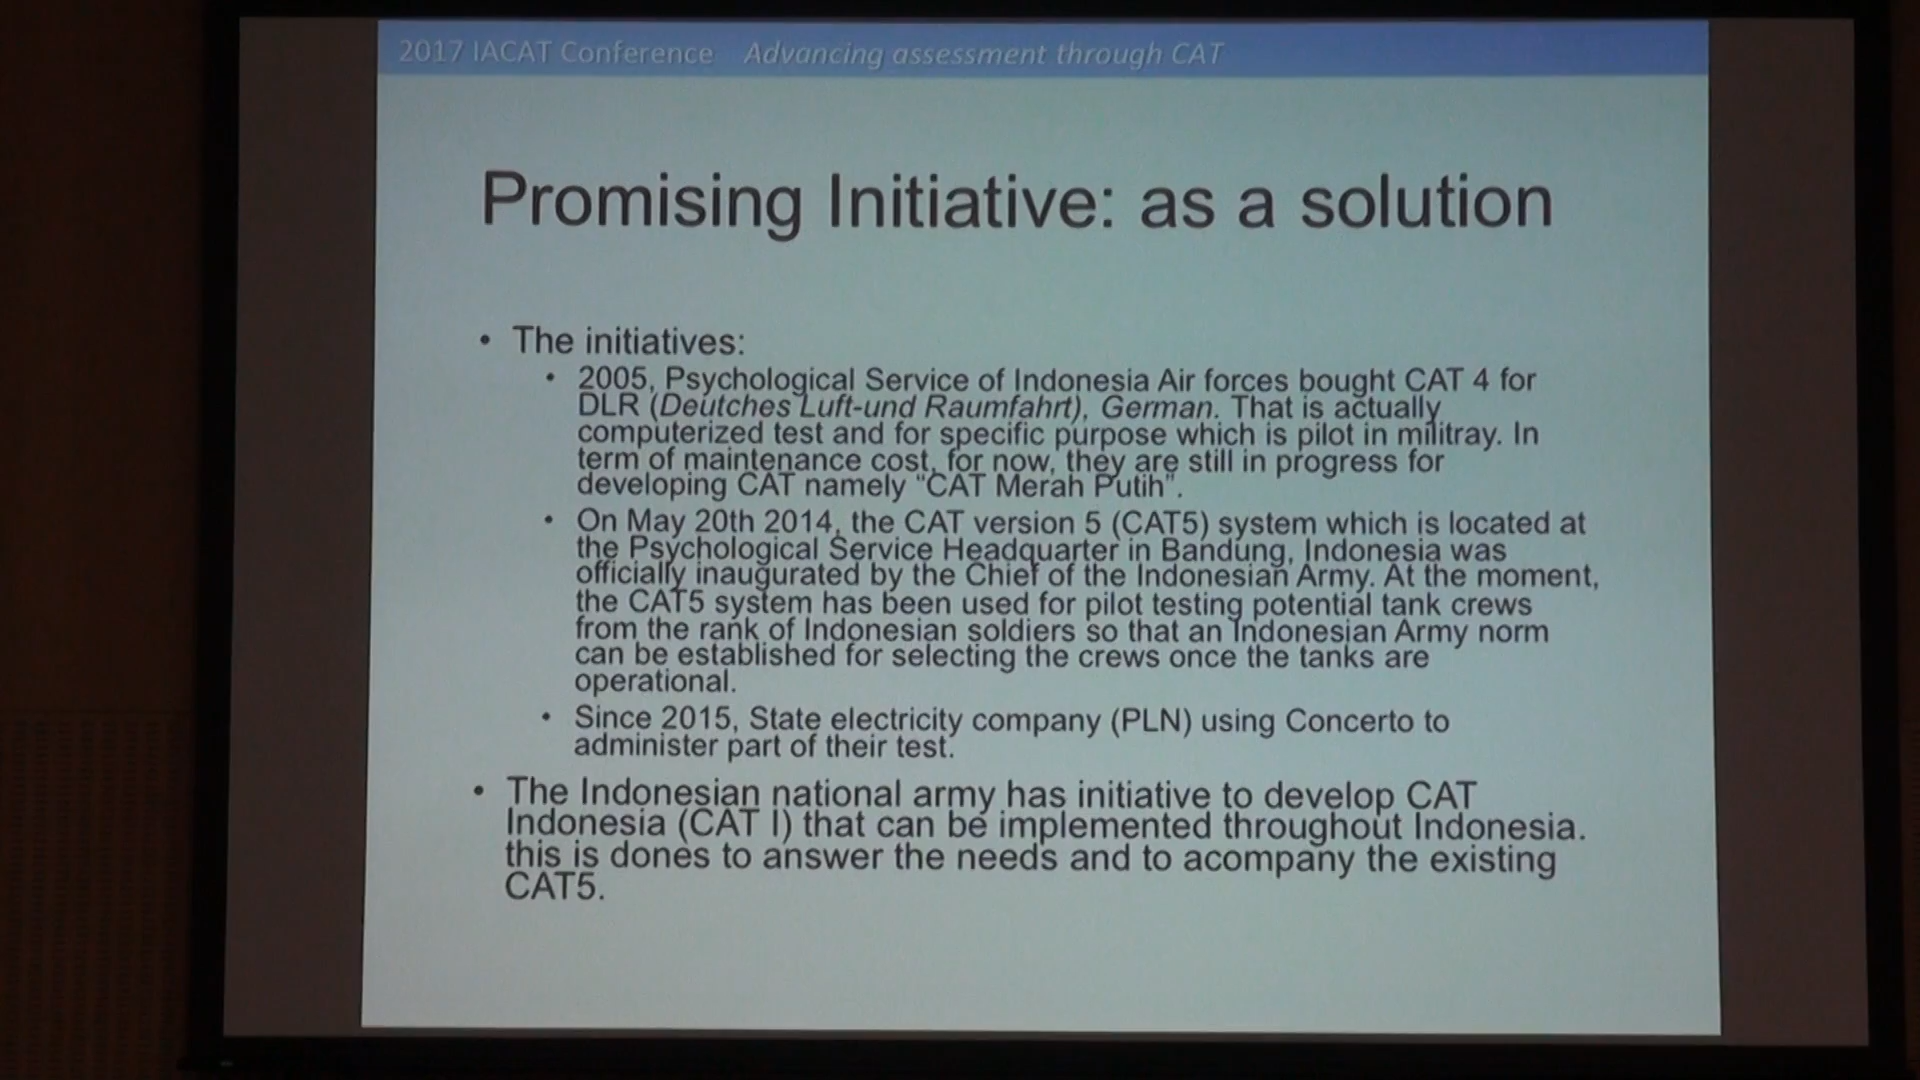 2017 IACAT Conference Advancing assessment through CAT
Promising Initiative: as a solution
• The initiatives:
• 2005, Psychological Service of Indonesia Air forces bought CAT 4 for
DLR (Deutches Luft-und Raumfahrt), German. That is actually
computerized test and for specific purpose which is pilot in militray. In
term of maintenance cost, for now, they are still in progress for
developing CAT namely “CAT Merah Putih”.
• On May 20th 2014, the CAT version 5 (CAT5) system which is located at
the Psychological Service Headquarter in Bandung, Indonesia was
officially inaugurated by the Chief of the Indonesian Army. At the moment,
the CAT5 system has been used for pilot testing potential tank crews
from the rank of Indonesian soldiers so that an Indonesian Army norm
can be established for selecting the crews once the tanks are
operational.
• Since 2015, State electricity company (PLN) using Concerto to
administer part of their test.
• The Indonesian national army has initiative to develop CAT
Indonesia (CAT I) that can be implemented throughout Indonesia.
this is dones to answer the needs and to acompany the existing
CAT5.